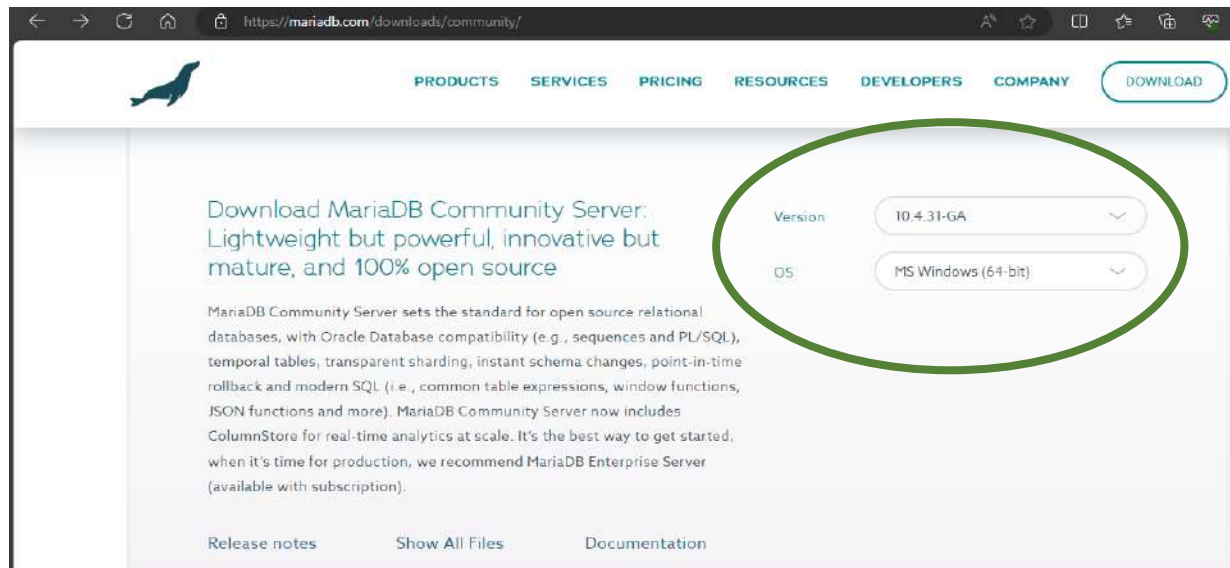 https://mariadb.com/downloads/community/
PRODUCTS SERVICES PRICING RESOURCES DEVELOPERS COMPANY DOWNLOAD
Download MariaDB Community Server:
Lightweight but powerful, innovative but
mature, and 100% open source
Version 10.4.31-GA
OS MS Windows (64-bit)
MariaDB Community Server sets the standard for open source relational
databases, with Oracle Database compatibility (e.g., sequences and PL/SQL),
temporal tables, transparent sharding, instant schema changes, point-in-time
rollback and modern SQL (i.e., common table expressions, window functions,
JSON functions and more). MariaDB Community Server now includes
ColumnStore for real-time analytics at scale. It's the best way to get started,
when it's time for production, we recommend MariaDB Enterprise Server
(available with subscription).
Release notes Show All Files Documentation